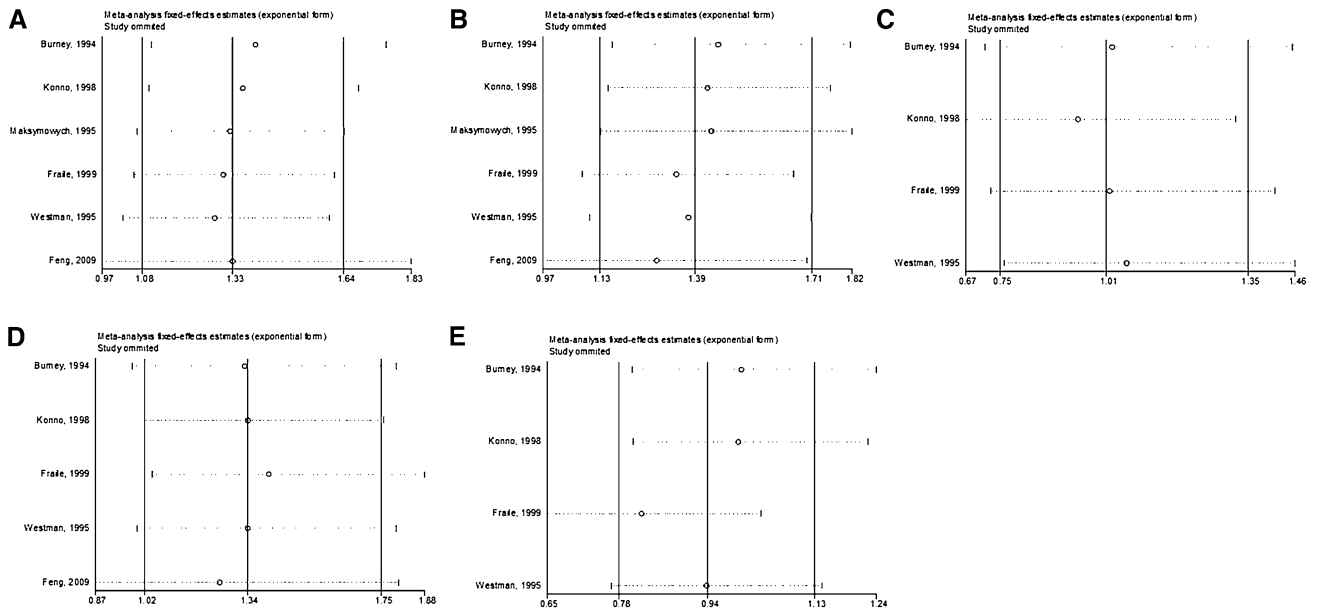 A
Meta-analysis fixed-effects estimates (exponential form)
Study ommited
Burney, 1994
Konno, 1998
Maksymowych, 1995
Fraile, 1999
Westman, 1995
Feng, 2009
0.97 1.08 1.33 1.64 1.83
B
Meta-analysis fixed-effects estimates (exponential form)
Study ommited
Burney, 1994
Konno, 1998
Maksymowych, 1995
Fraile, 1999
Westman, 1995
Feng, 2009
0.97 1.13 1.39 1.71 1.82
C
Meta-analysis fixed-effects estimates (exponential form)
Study ommited
Burney, 1994
Konno, 1998
Fraile, 1999
Westman, 1995
0.67 0.75 1.01 1.35 1.46
D
Meta-analysis fixed-effects estimates (exponential form)
Study ommited
Burney, 1994
Konno, 1998
Fraile, 1999
Westman, 1995
Feng, 2009
0.87 1.02 1.34 1.75 1.88
E
Meta-analysis fixed-effects estimates (exponential form)
Study ommited
Burney, 1994
Konno, 1998
Fraile, 1999
Westman, 1995
0.65 0.78 0.94 1.13 1.24